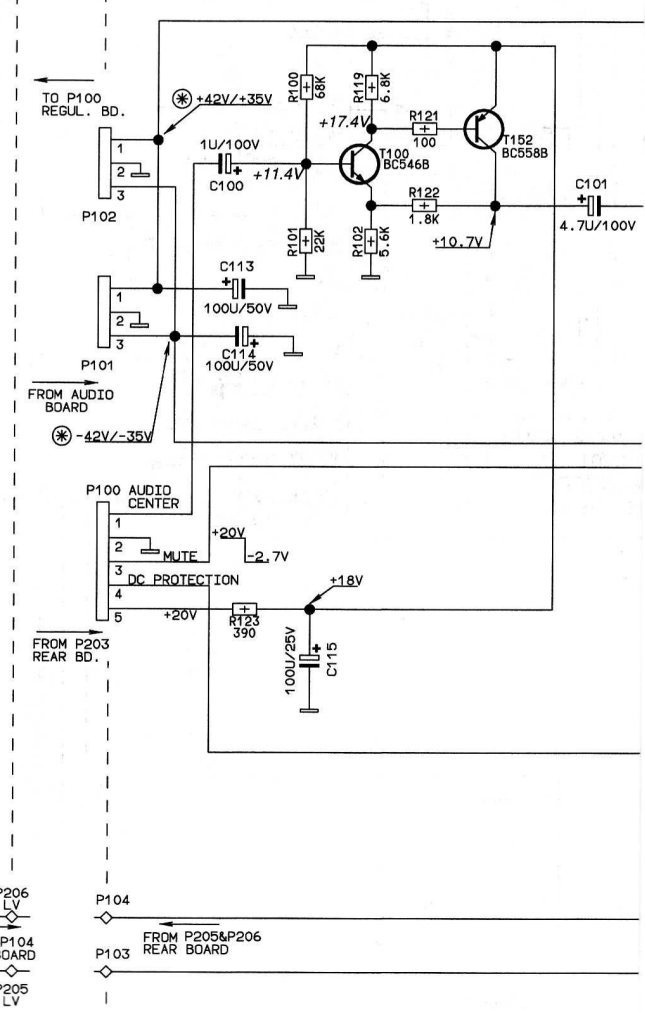 TO P100
REGUL. BD.
* +42V/+35V
1
2
3
P102
1U/100V
+
C100
+11.4V
R100
68K
R119
6.8K
+17.4V
R121
100
T100
BC546B
T152
BC558B
R122
1.8K
R101
22K
R102
5.6K
+10.7V
C101
+
4.7U/100V
1
2
3
P101
C113
+
100U/50V
C114
+
100U/50V
FROM AUDIO
BOARD
* -42V/-35V
P100 AUDIO
CENTER
1
2
3
4
5
MUTE
+20V
-2.7V
DC PROTECTION
+20V
R123
390
+18V
100U/25V
+
C115
FROM P203
REAR BD.
P206
LV
P104
FROM P205&P206
REAR BOARD
P104
BOARD
P103
P205
LV